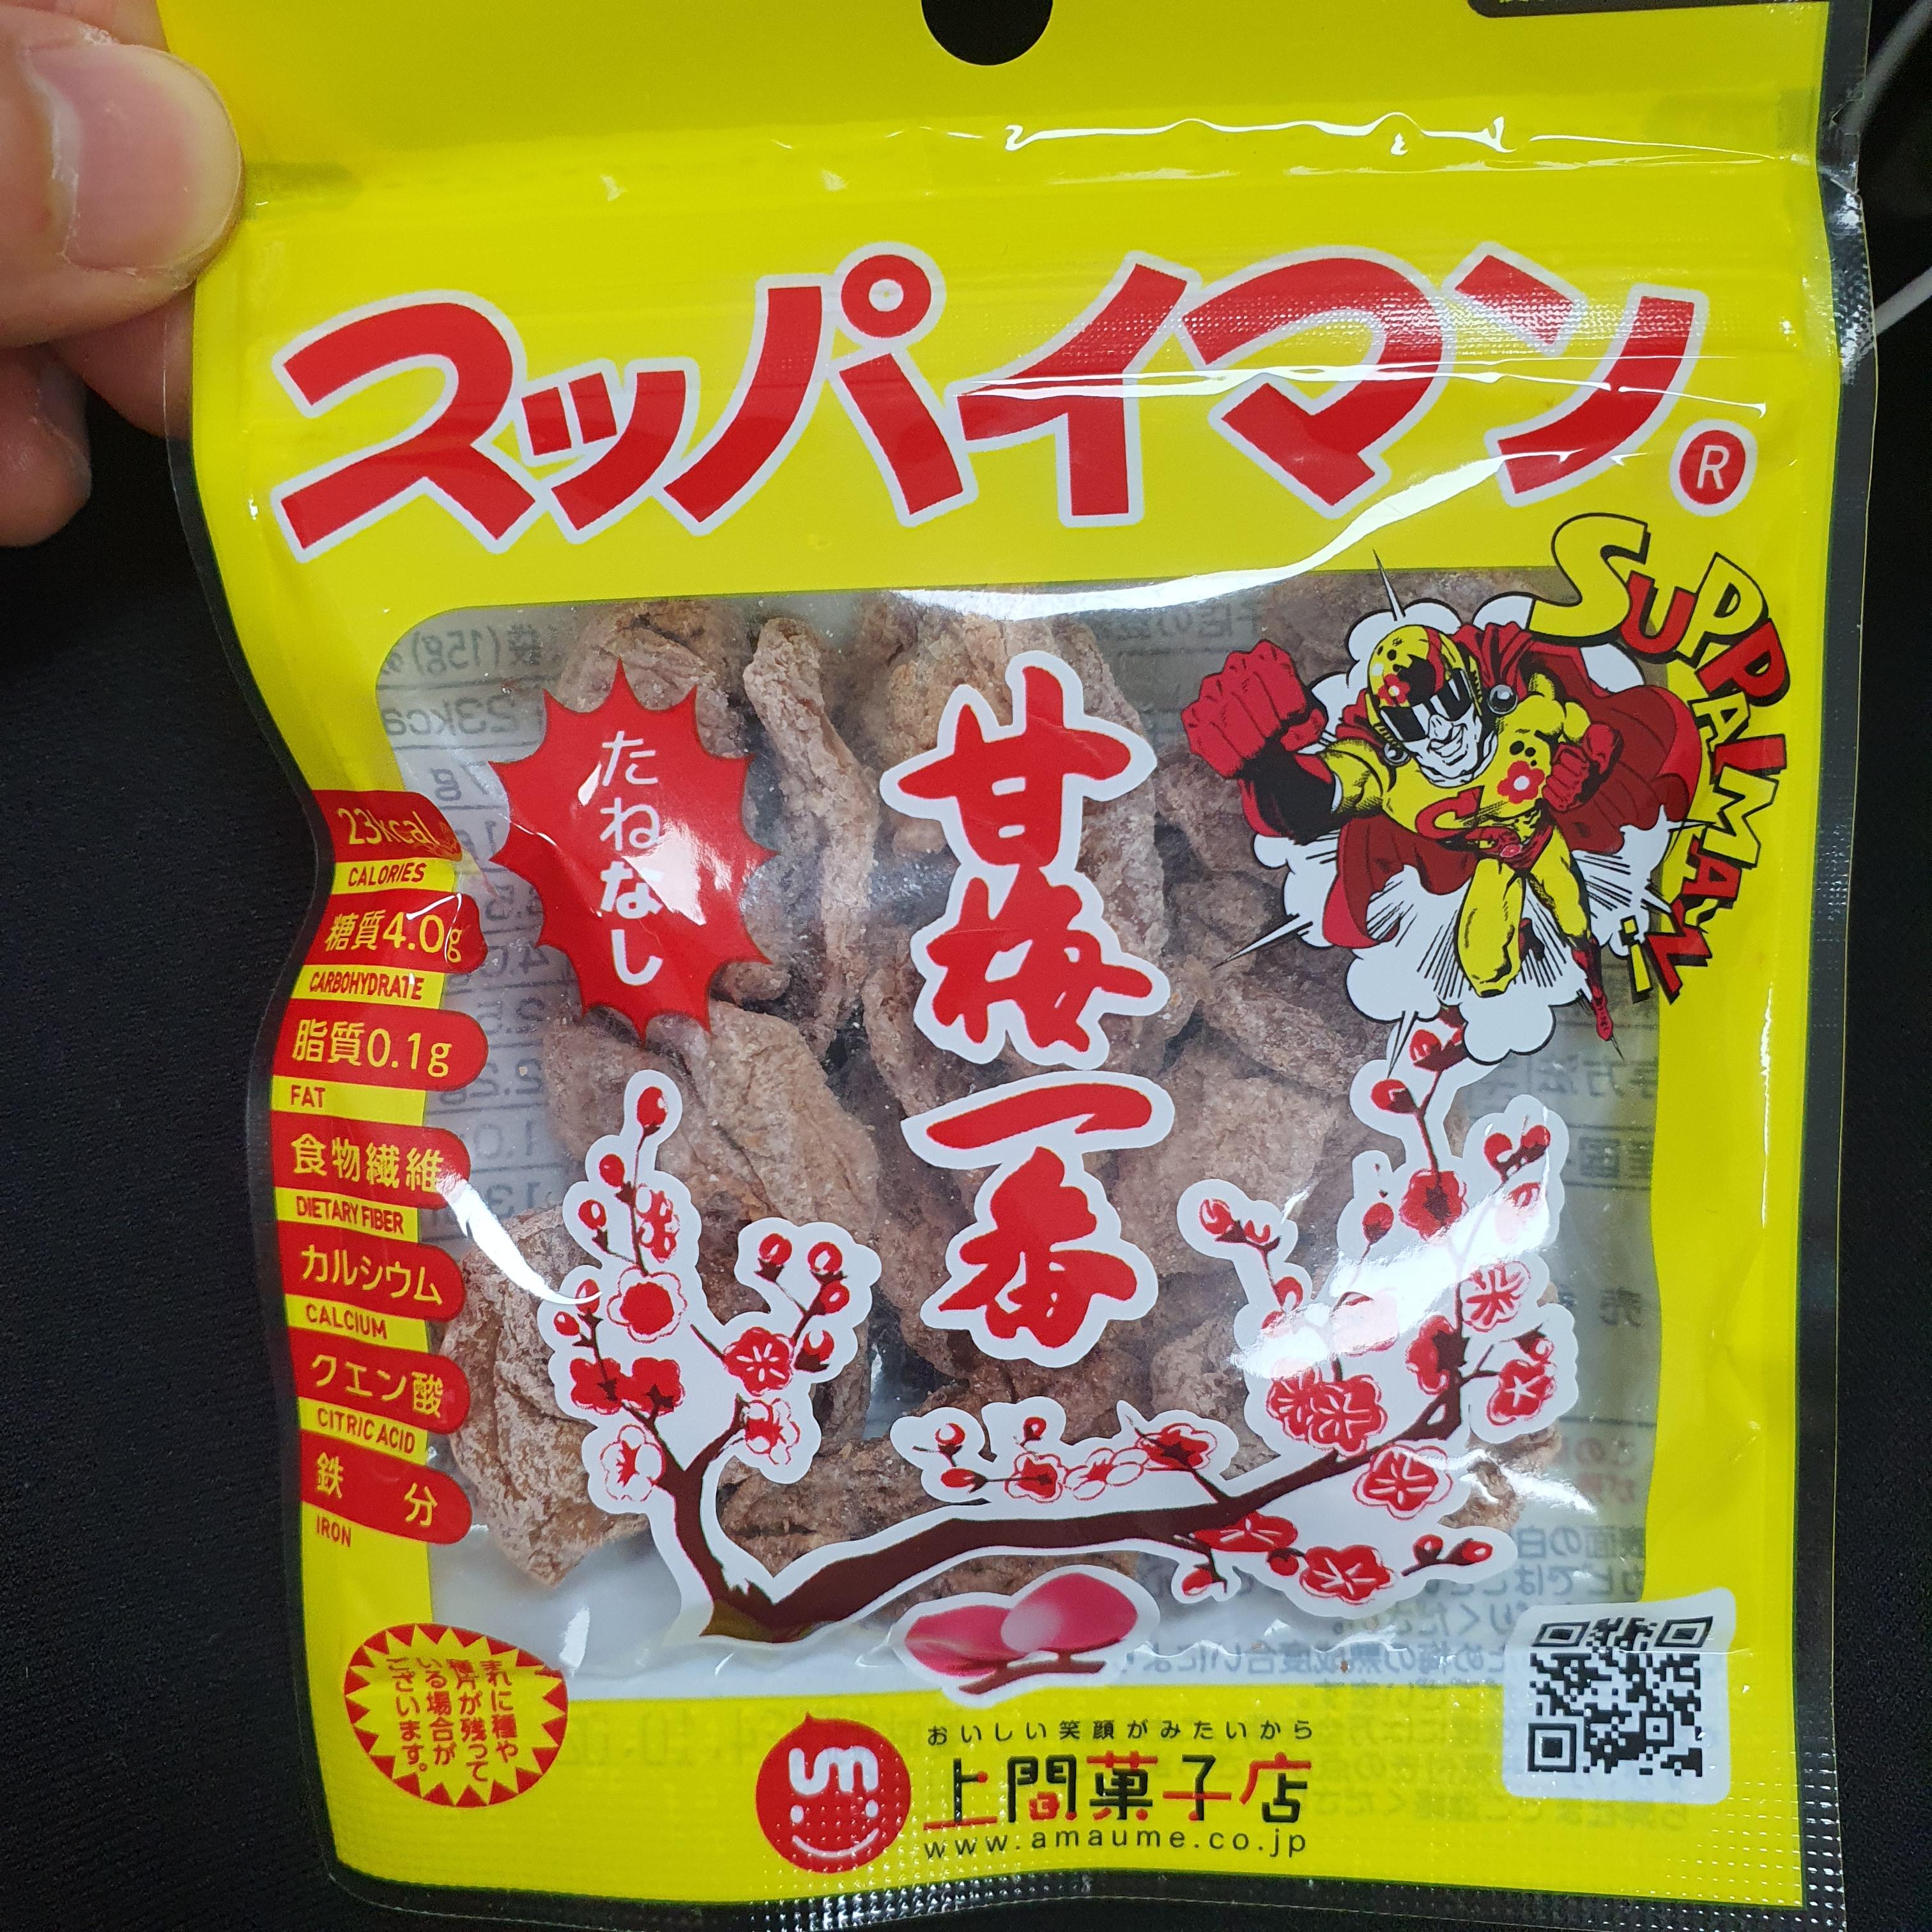 スッパイマン®
SUPPAIMAN!
甘梅一番
たねなし
23kcal
CALORIES
糖質4.0g
CARBOHYDRATE
脂質0.1g
FAT
食物繊維
DIETARY FIBER
カルシウム
CALCIUM
クエン酸
CITRIC ACID
鉄 分
IRON
まれに種や
種片が残って
いる場合が
ございます。
おいしい笑顔がみたいから
上間菓子店
www.amaume.co.jp